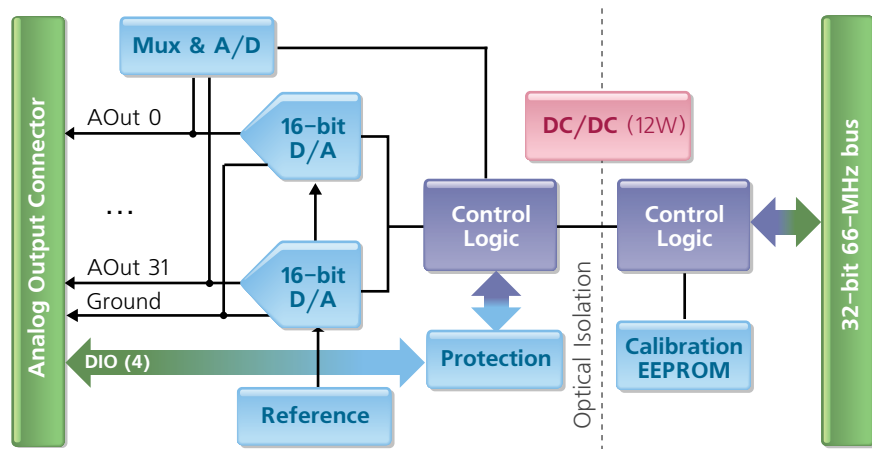 Analog Output Connector
Mux & A/D
AOut 0
16-bit
D/A
...
AOut 31
Ground
16-bit
D/A
DIO (4)
Reference
Control
Logic
Protection
DC/DC (12W)
Optical Isolation
Control
Logic
Calibration
EEPROM
32-bit 66-MHz bus